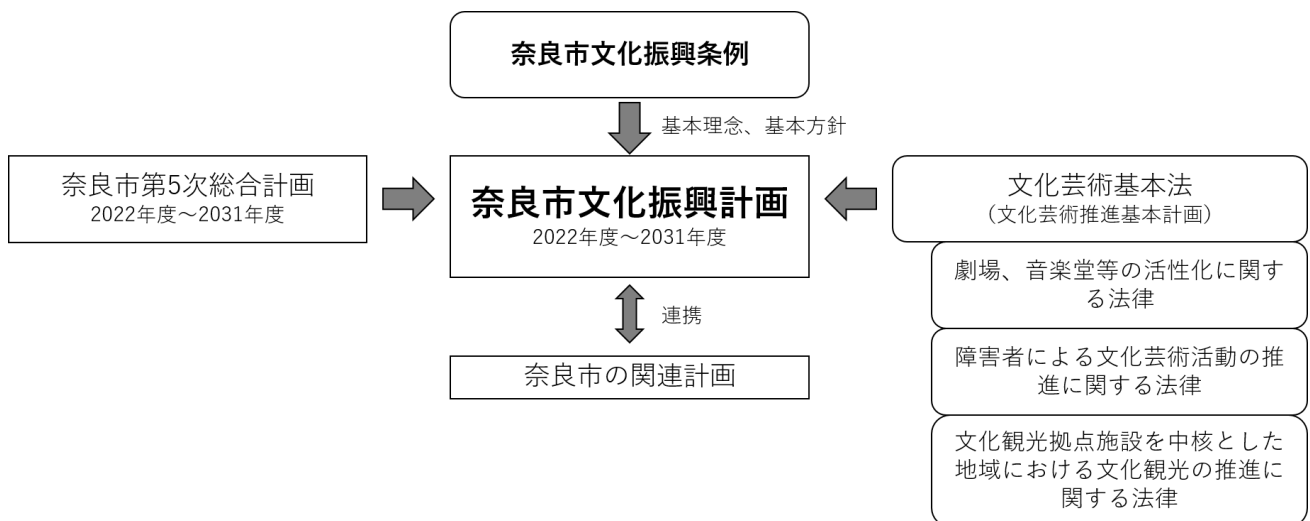 奈良市文化振興条例
基本理念、基本方針
奈良市第5次総合計画
2022年度~2031年度
奈良市文化振興計画
2022年度~2031年度
文化芸術基本法
(文化芸術推進基本計画)
劇場、音楽堂等の活性化に関す
る法律
連携
奈良市の関連計画
障害者による文化芸術活動の推
進に関する法律
文化観光拠点施設を中核とした
地域における文化観光の推進に
関する法律